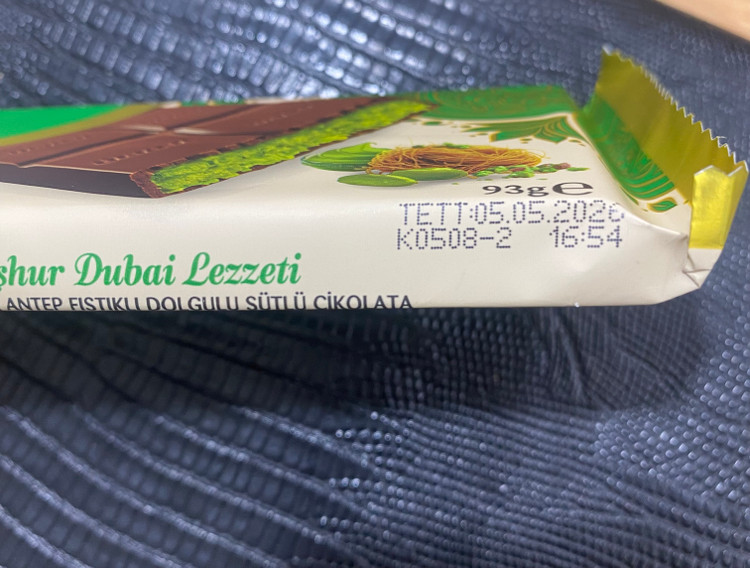 93g e
TETT:05.05.2026
K0508-2 16:54
şhur Dubai Lezzeti
ANTEP FISTIKLI DOLGULU SÜTLÜ ÇİKOLATA